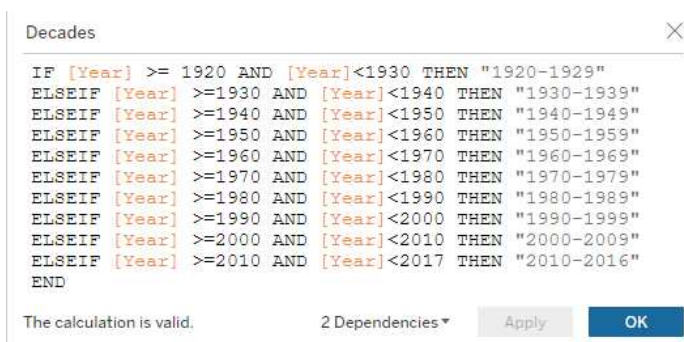 Decades
IF [Year] >= 1920 AND [Year]<1930 THEN "1920-1929"
ELSEIF [Year] >=1930 AND [Year]<1940 THEN "1930-1939"
ELSEIF [Year] >=1940 AND [Year]<1950 THEN "1940-1949"
ELSEIF [Year] >=1950 AND [Year]<1960 THEN "1950-1959"
ELSEIF [Year] >=1960 AND [Year]<1970 THEN "1960-1969"
ELSEIF [Year] >=1970 AND [Year]<1980 THEN "1970-1979"
ELSEIF [Year] >=1980 AND [Year]<1990 THEN "1980-1989"
ELSEIF [Year] >=1990 AND [Year]<2000 THEN "1990-1999"
ELSEIF [Year] >=2000 AND [Year]<2010 THEN "2000-2009"
ELSEIF [Year] >=2010 AND [Year]<2017 THEN "2010-2016"
END
The calculation is valid. 2 Dependencies Apply OK